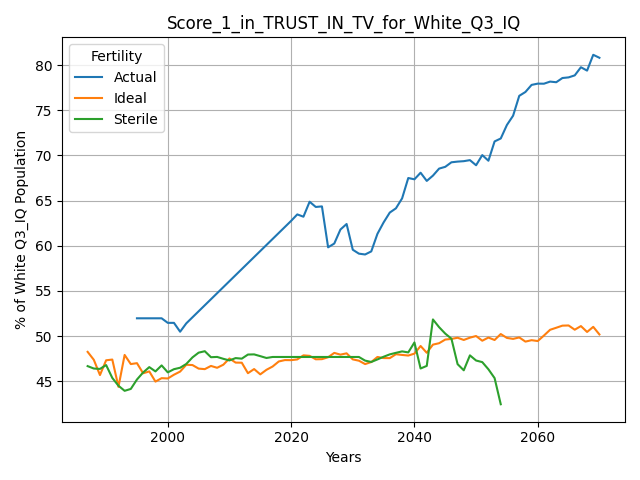 Score_1_in_TRUST_IN_TV_for_White_Q3_IQ
Fertility
Actual
Ideal
Sterile
% of White Q3_IQ Population
80
75
70
65
60
55
50
45
2000
2020
2040
2060
Years